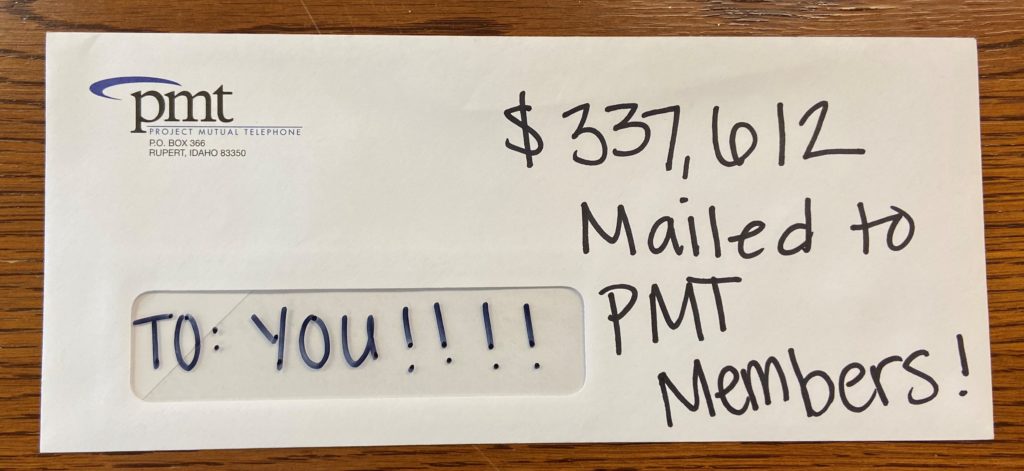 pmt
PROJECT MUTUAL TELEPHONE
P.O. BOX 366
RUPERT, IDAHO 83350
$337,612
Mailed to
PMT
Members!
TO: YOU!!!!